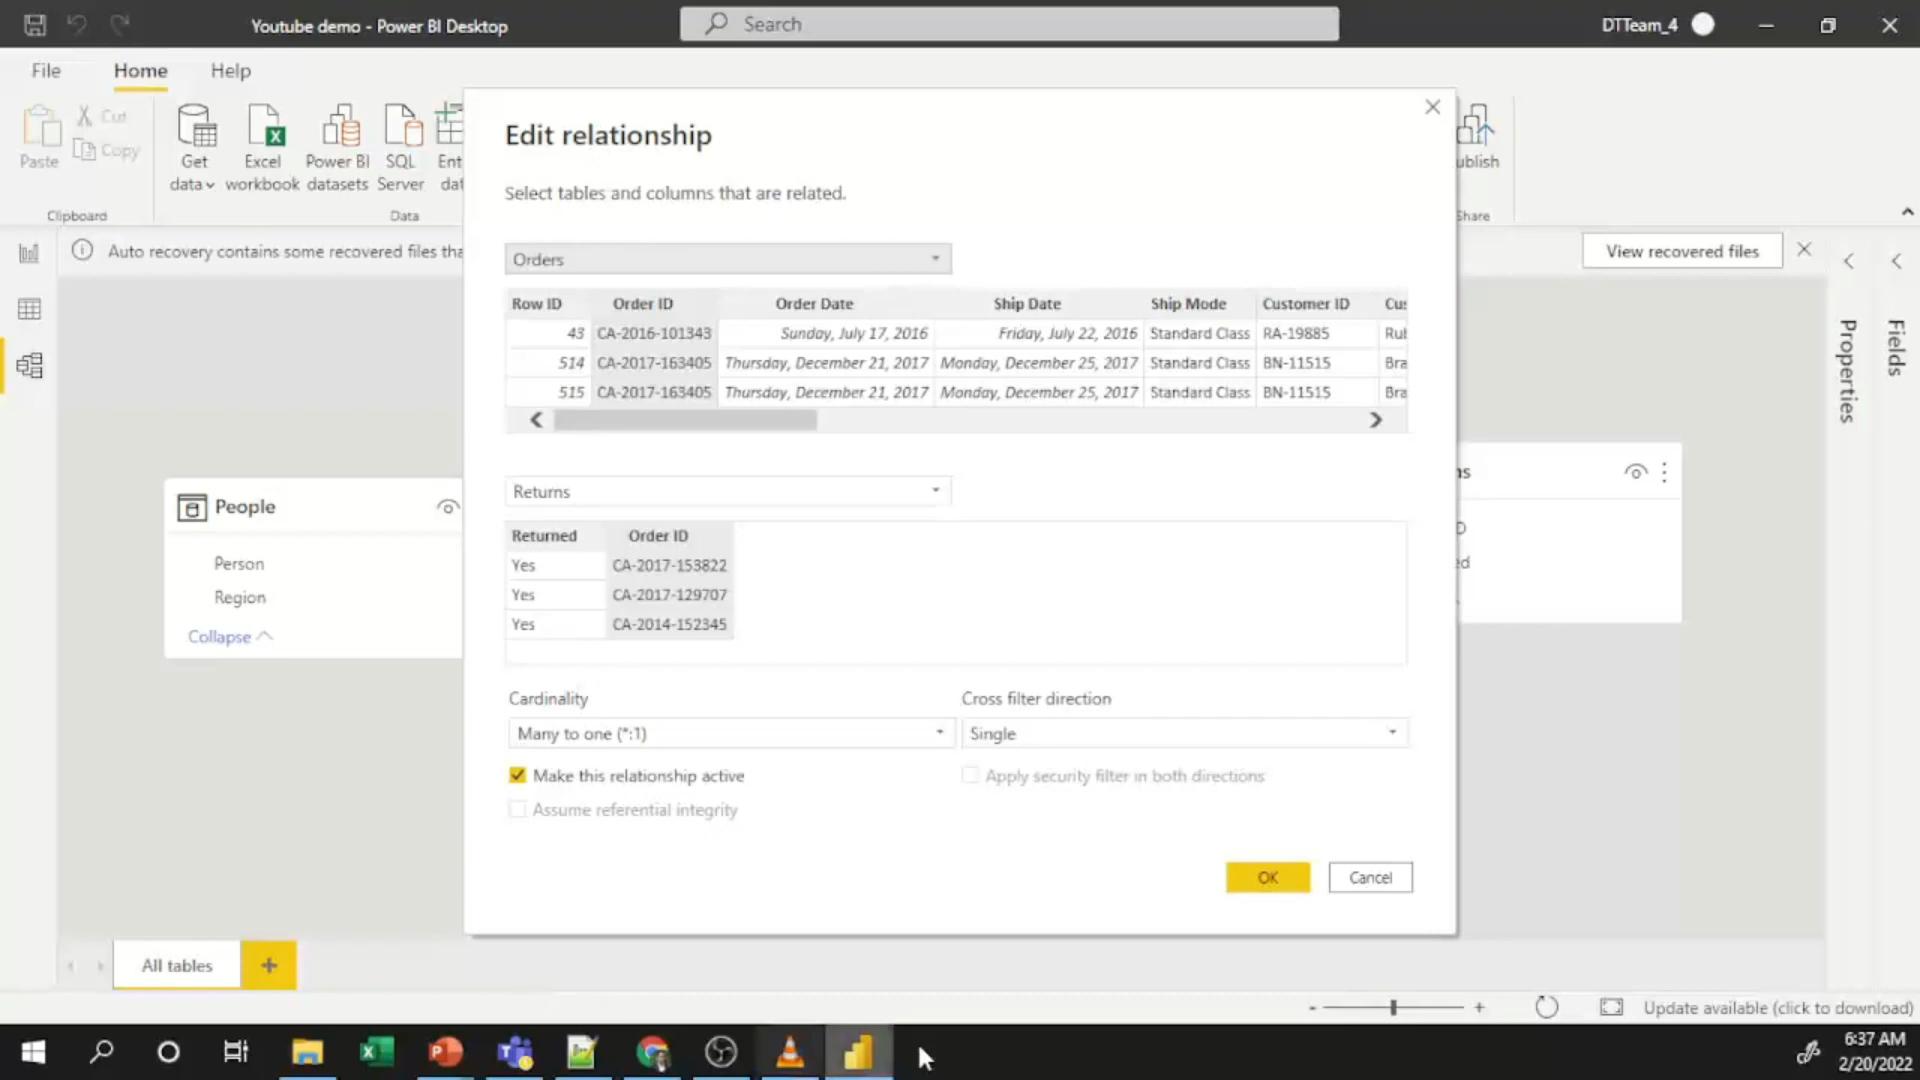 Youtube demo - Power BI Desktop
Search
DTTeam_4
File Home Help
Paste
Cut
Copy
Clipboard
Get data
Excel workbook
Power BI datasets
SQL Server
Ent
dat
Data
ublish
Share
Auto recovery contains some recovered files tha
View recovered files
Edit relationship
Select tables and columns that are related.
Orders
Row ID Order ID Order Date Ship Date Ship Mode Customer ID Cus
43 CA-2016-101343 Sunday, July 17, 2016 Friday, July 22, 2016 Standard Class RA-19885 Rub
514 CA-2017-163405 Thursday, December 21, 2017 Monday, December 25, 2017 Standard Class BN-11515 Bra
515 CA-2017-163405 Thursday, December 21, 2017 Monday, December 25, 2017 Standard Class BN-11515 Bra
Returns
Returned Order ID
Yes CA-2017-153822
Yes CA-2017-129707
Yes CA-2014-152345
Cardinality
Many to one (*:1)
Cross filter direction
Single
Make this relationship active
Apply security filter in both directions
Assume referential integrity
OK
Cancel
People
Person
Region
Collapse
ns
D
ed
Properties
Fields
All tables
+
- +
Update available (click to download)
6:37 AM
2/20/2022